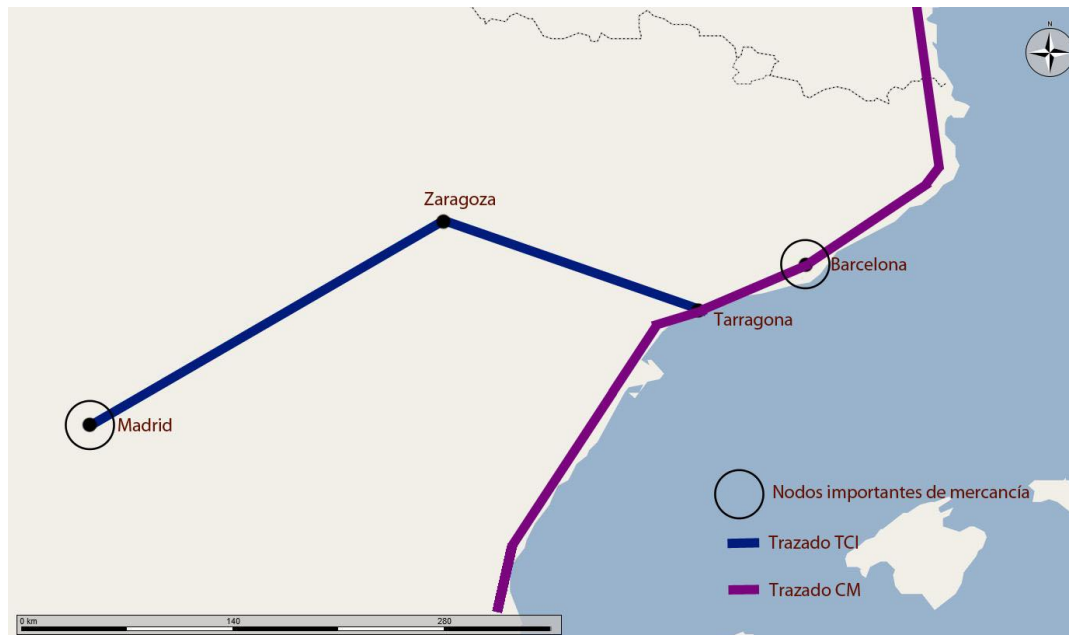 N
Zaragoza
Barcelona
Tarragona
Madrid
Nodos importantes de mercancía
Trazado TCI
Trazado CM
0 km 140 280